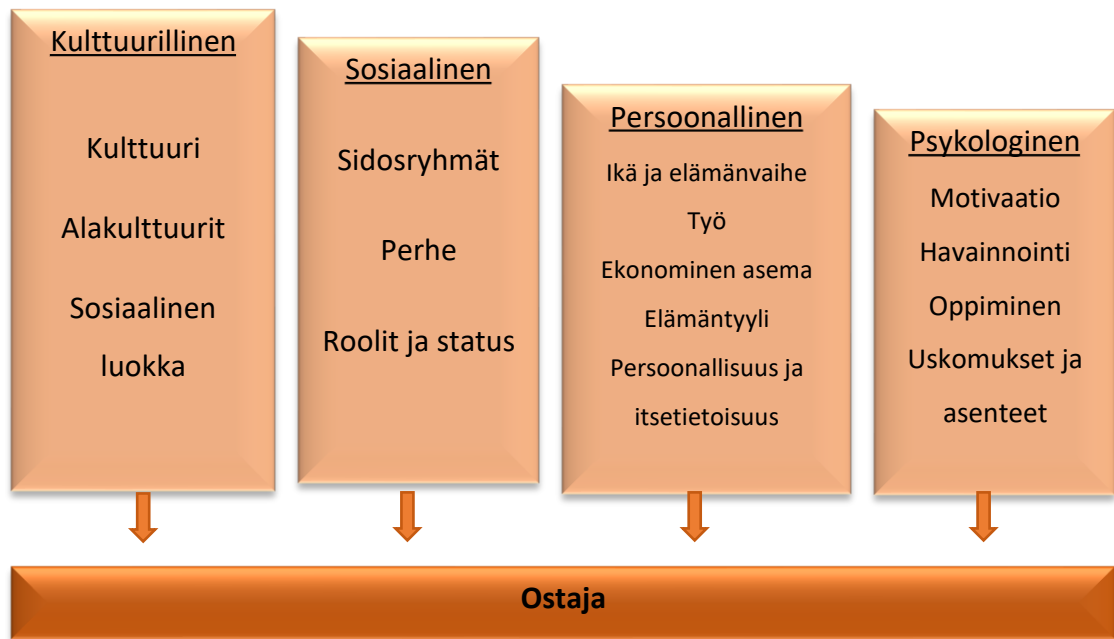 Kulttuurillinen
Kulttuuri
Alakulttuurit
Sosiaalinen
luokka
Sosiaalinen
Sidosryhmät
Perhe
Roolit ja status
Persoonallinen
Ikä ja elämänvaihe
Työ
Ekonominen asema
Elämäntyyli
Persoonallisuus ja
itsetietoisuus
Psykologinen
Motivaatio
Havainnointi
Oppiminen
Uskomukset ja
asenteet
Ostaja